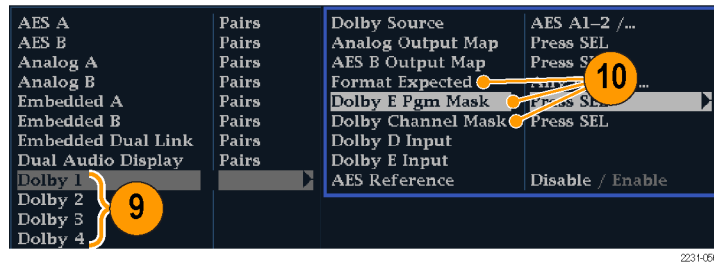 AES A Pairs
AES B Pairs
Analog A Pairs
Analog B Pairs
Embedded A Pairs
Embedded B Pairs
Embedded Dual Link Pairs
Dual Audio Display Pairs
Dolby 1
Dolby 2
Dolby 3
Dolby 4
9
Dolby Source AES A1–2 /...
Analog Output Map Press SEL
AES B Output Map Press
Format Expected
Dolby E Pgm Mask Press SEL
Dolby Channel Mask Press SEL
Dolby D Input
Dolby E Input
AES Reference Disable / Enable
10